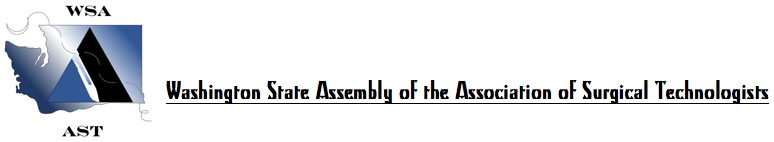 WSA
Washington State Assembly of the Association of Surgical Technologists
AST